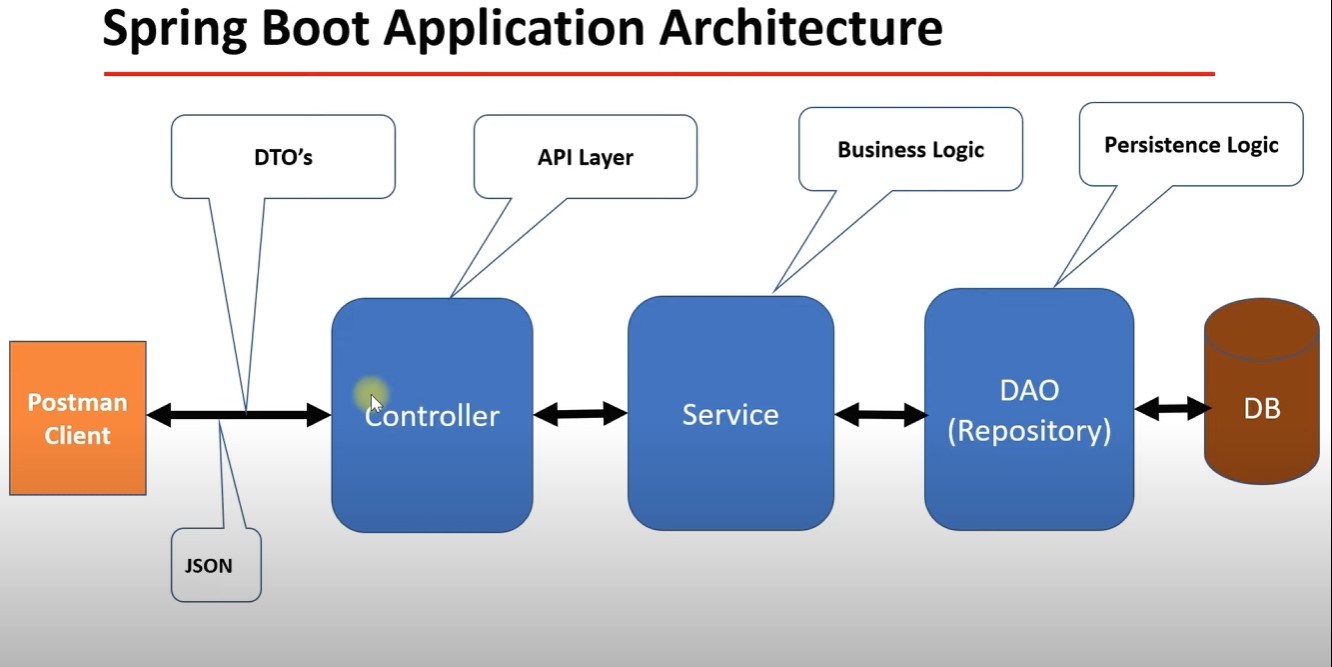 Spring Boot Application Architecture
DTO's
API Layer
Business Logic
Persistence Logic
Postman
Client
Controller
Service
DAO
(Repository)
DB
JSON